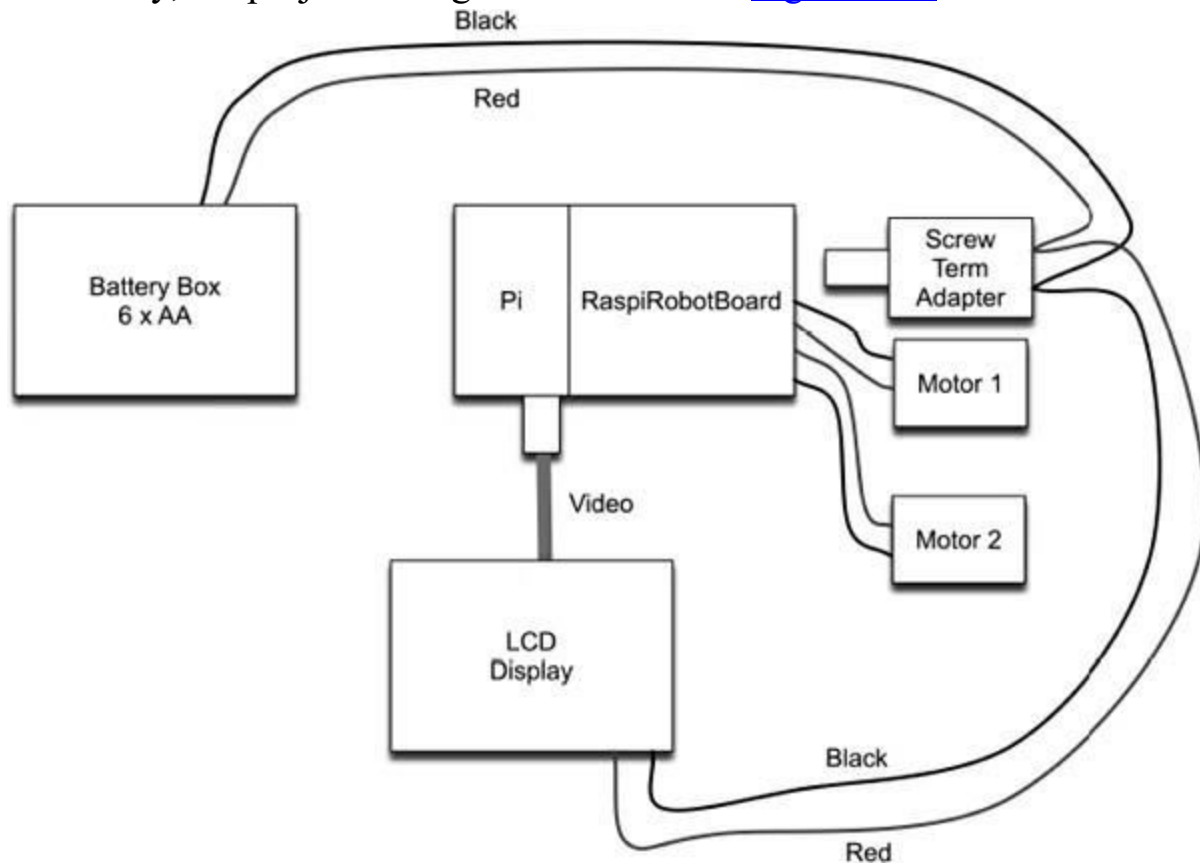 Black
Red
Battery Box
6 x AA
Pi
RaspiRobotBoard
Screw
Term
Adapter
Motor 1
Motor 2
Video
LCD
Display
Black
Red